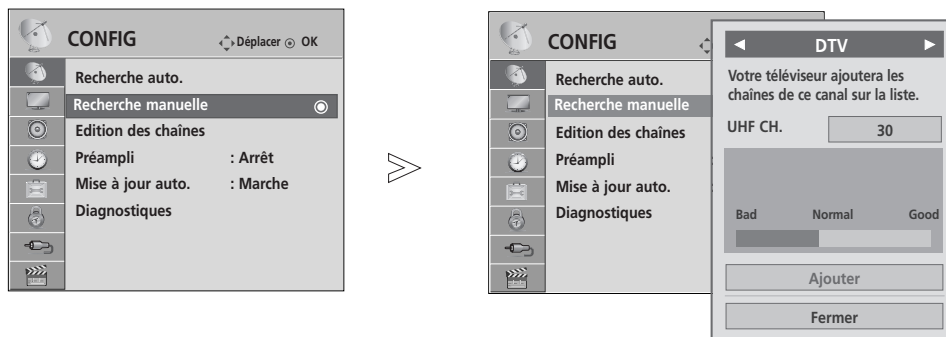 CONFIG
Déplacer OK
Recherche auto.
Recherche manuelle
Edition des chaînes
Préampli : Arrêt
Mise à jour auto. : Marche
Diagnostiques
CONFIG
Recherche auto.
Recherche manuelle
Edition des chaînes
Préampli :
Mise à jour auto. :
Diagnostiques
DTV
Votre téléviseur ajoutera les
chaînes de ce canal sur la liste.
UHF CH. 30
Bad Normal Good
Ajouter
Fermer